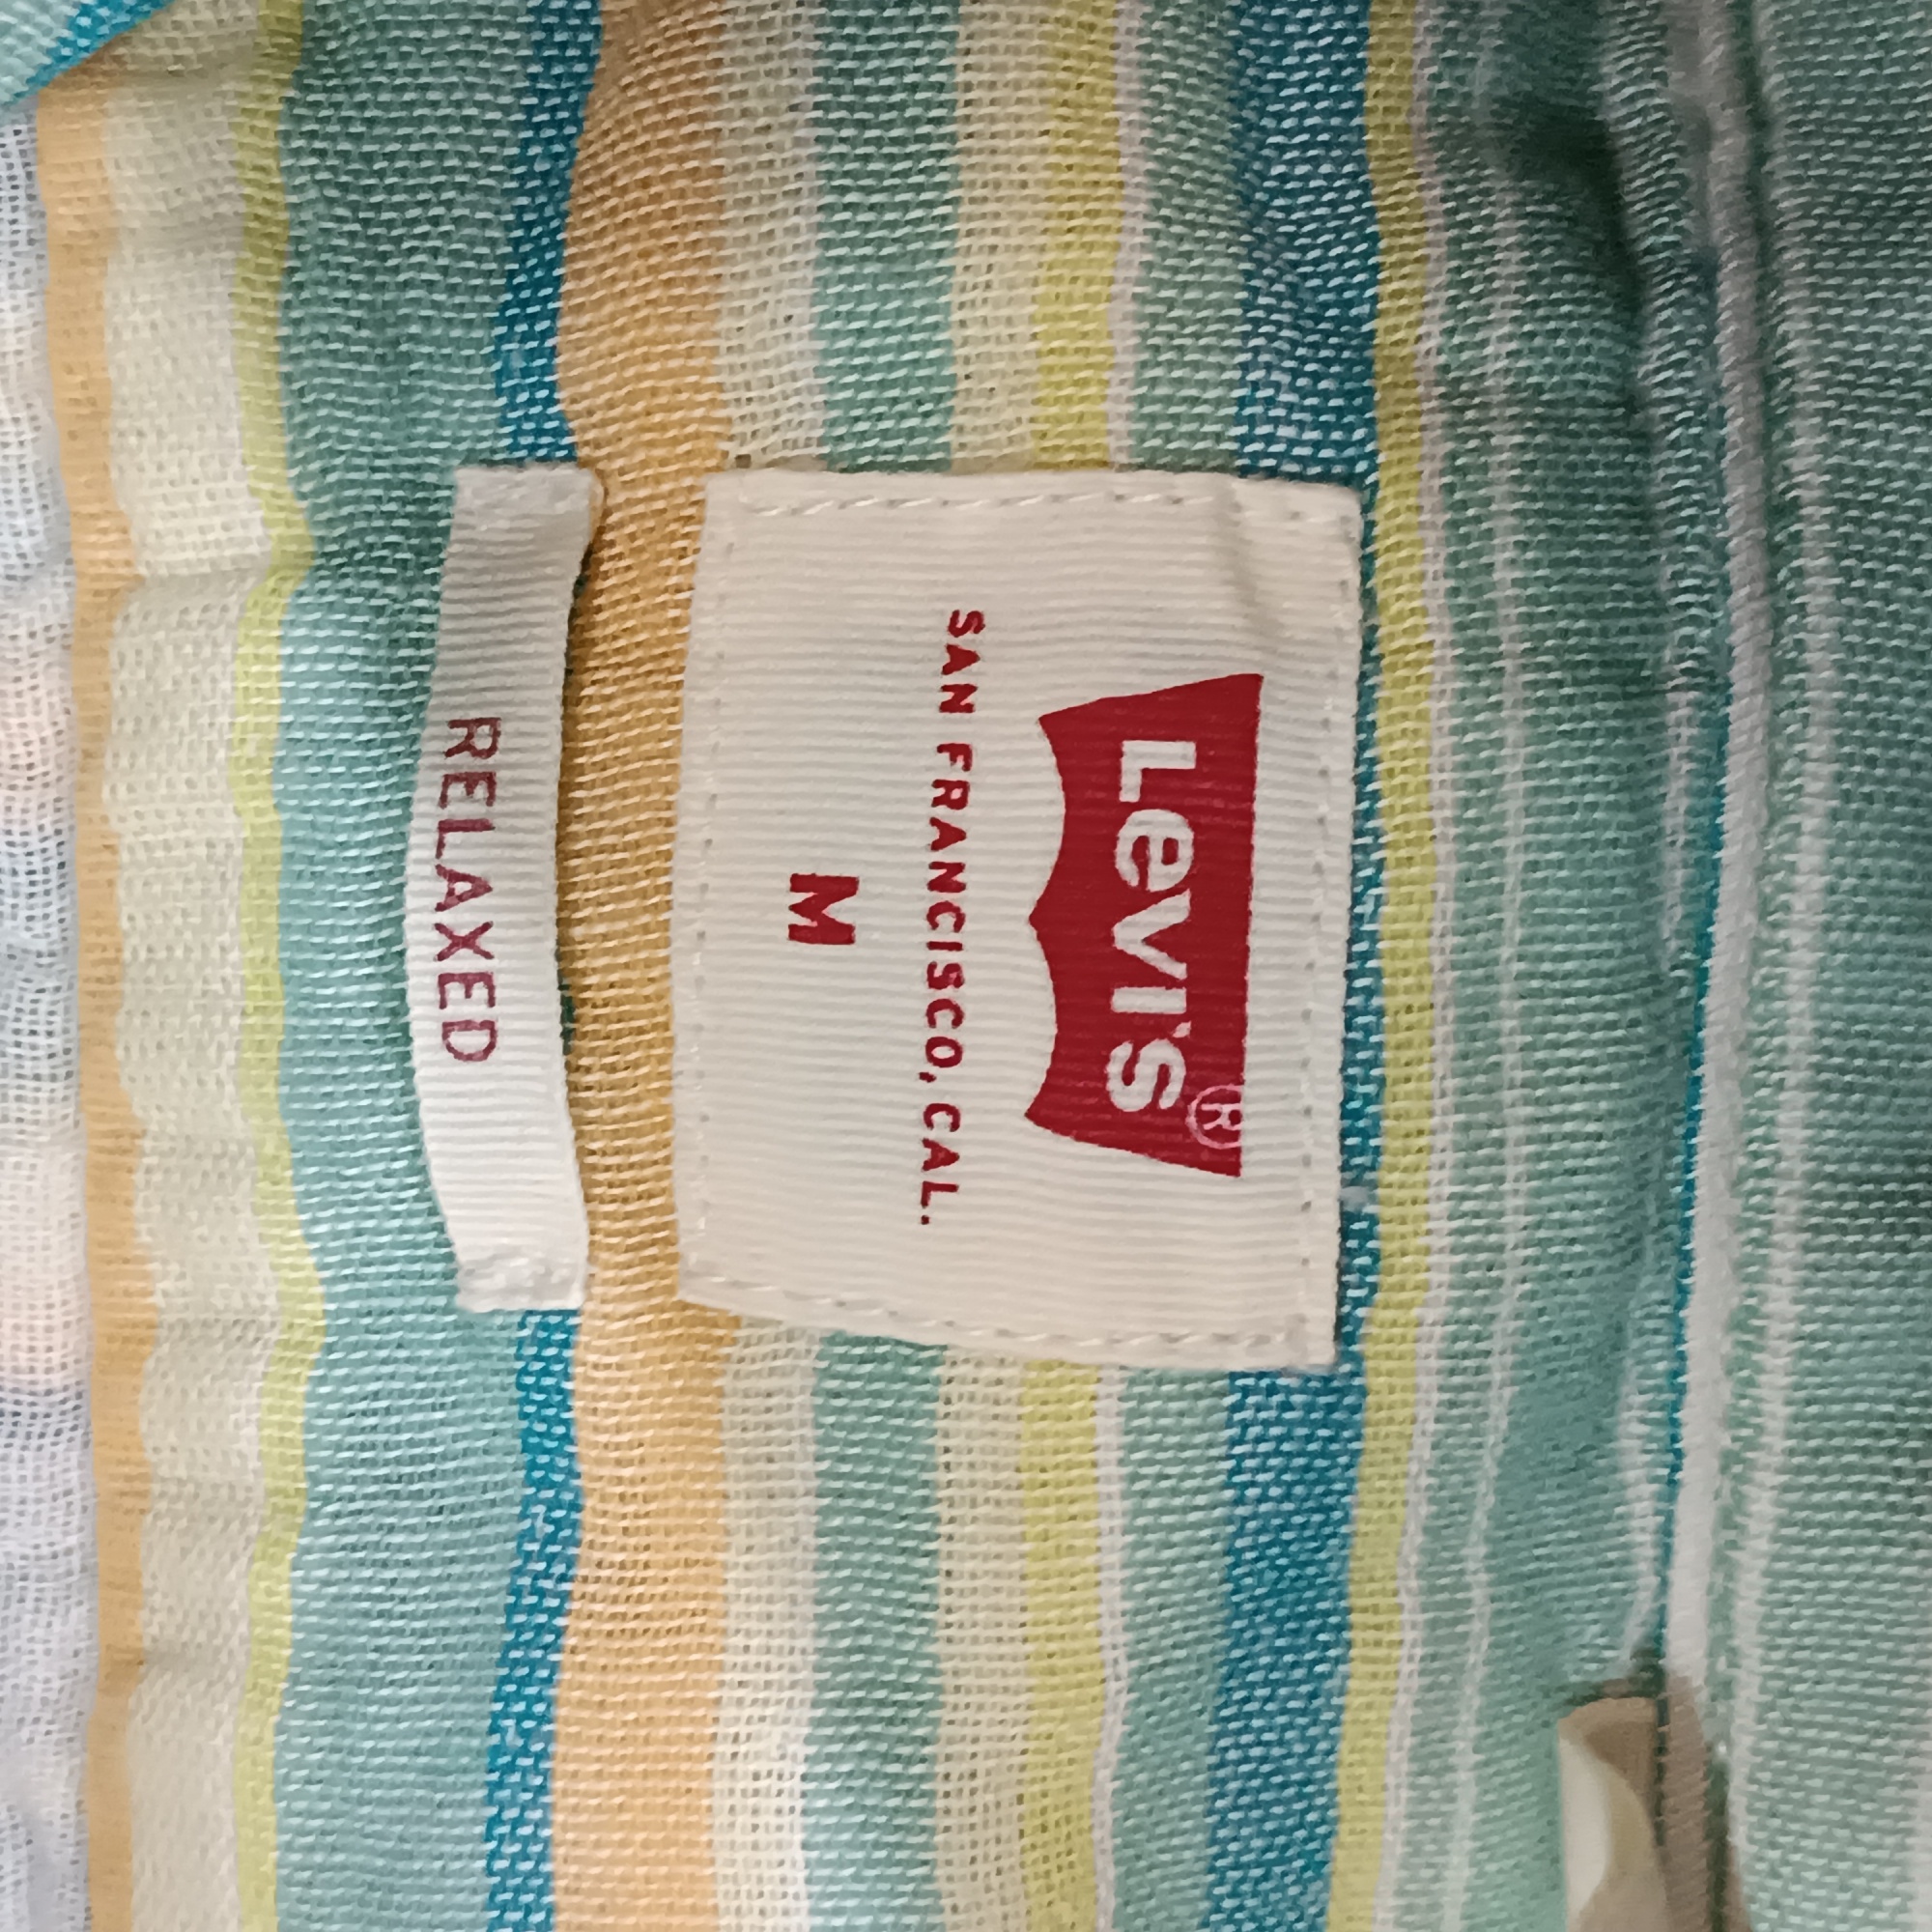 Levi's®
SAN FRANCISCO, CAL.
M
RELAXED